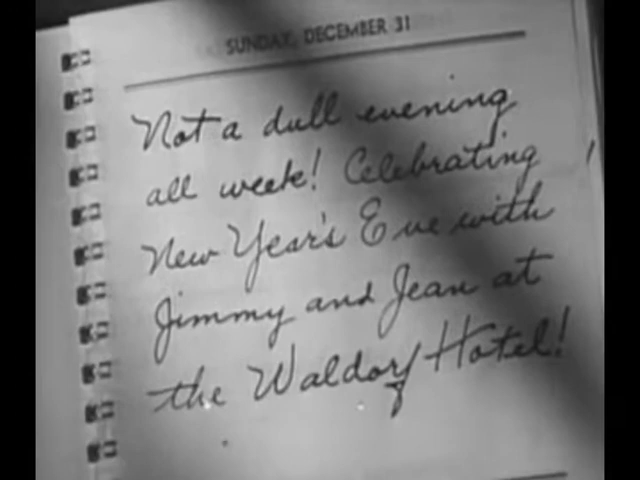 SUNDAY, DECEMBER 31
Not a dull evening
all week! Celebrating
New Year's Eve with
Jimmy and Jean at
the Waldorf Hotel!